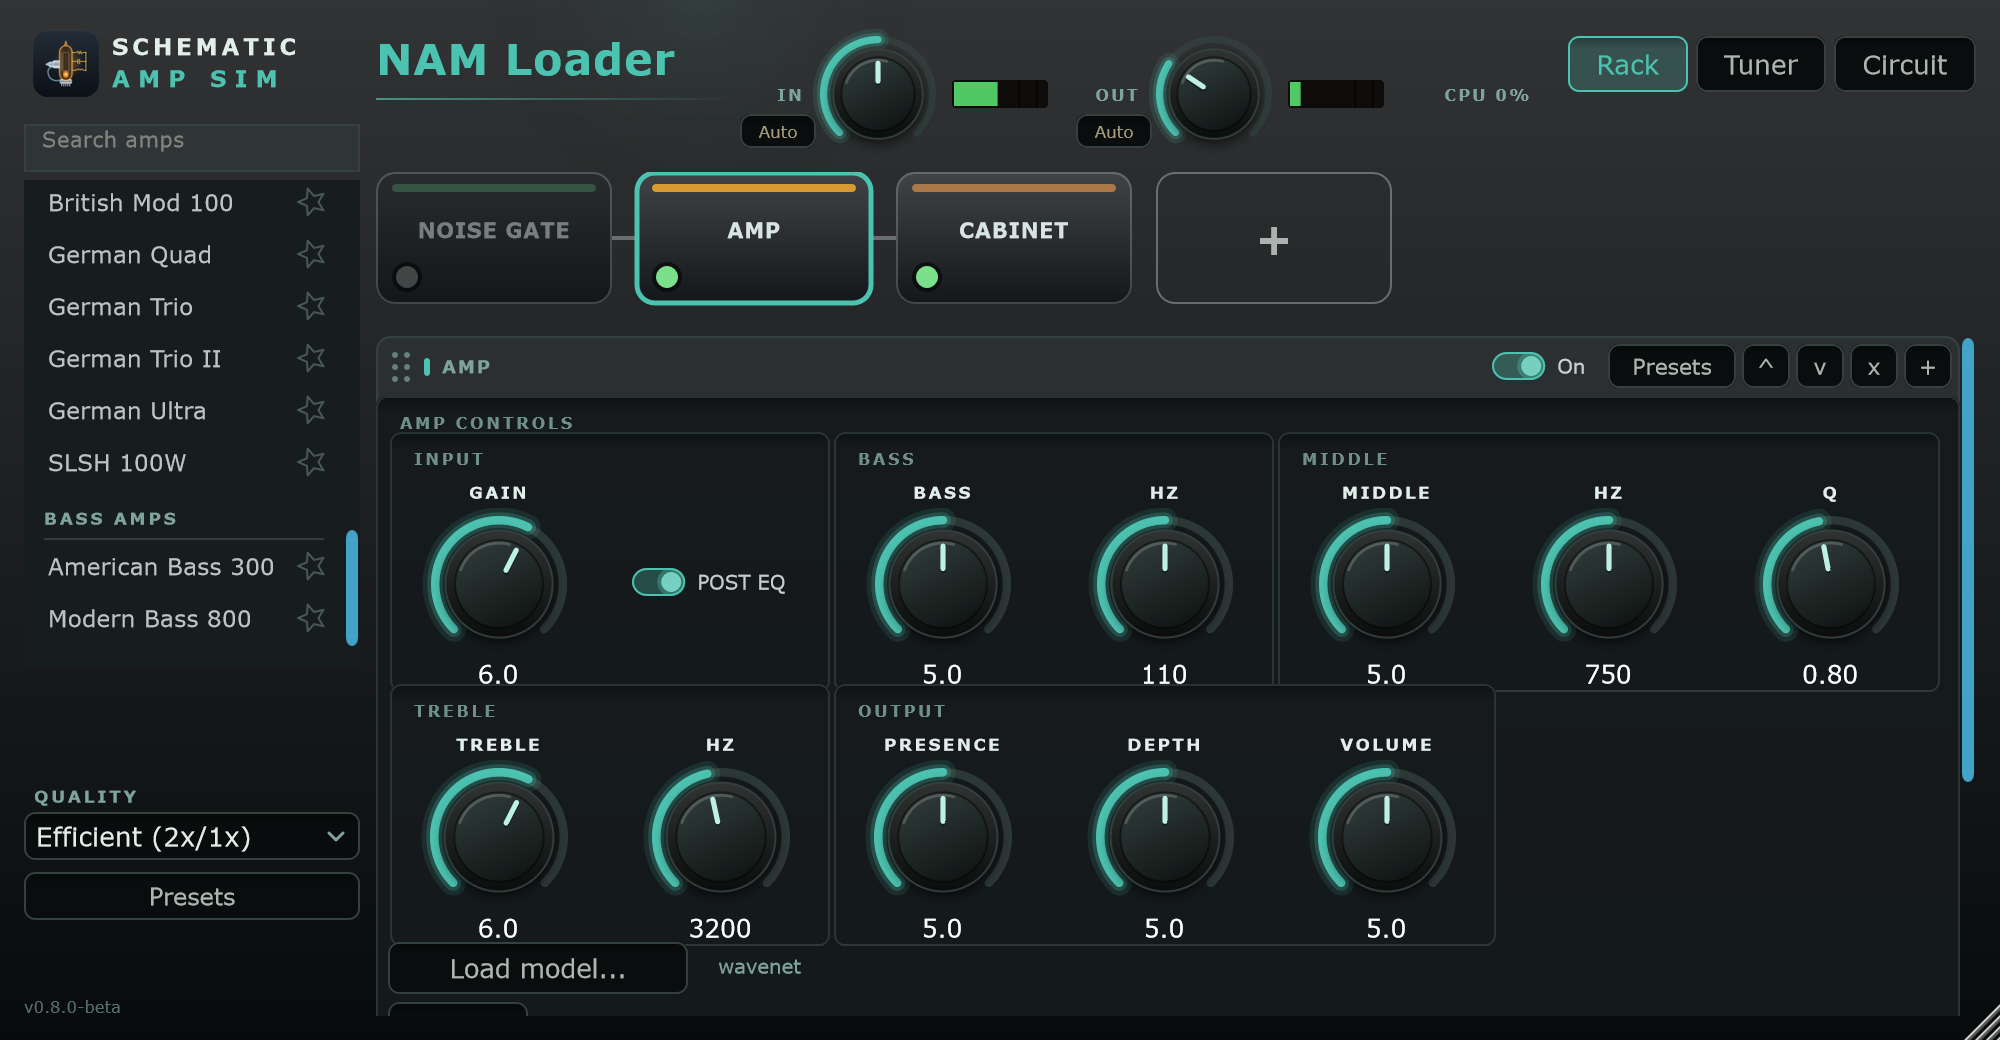 SCHEMATIC
AMP SIM
Search amps
British Mod 100
German Quad
German Trio
German Trio II
German Ultra
SLSH 100W
BASS AMPS
American Bass 300
Modern Bass 800
QUALITY
Efficient (2x/1x)
Presets
v0.8.0-beta
NAM Loader
IN
Auto
OUT
Auto
CPU 0%
Rack
Tuner
Circuit
NOISE GATE
AMP
CABINET
+
AMP
On
Presets
^
v
x
+
AMP CONTROLS
INPUT
GAIN
6.0
POST EQ
BASS
BASS
5.0
HZ
110
MIDDLE
MIDDLE
5.0
HZ
750
Q
0.80
TREBLE
TREBLE
6.0
HZ
3200
OUTPUT
PRESENCE
5.0
DEPTH
5.0
VOLUME
5.0
Load model...
wavenet